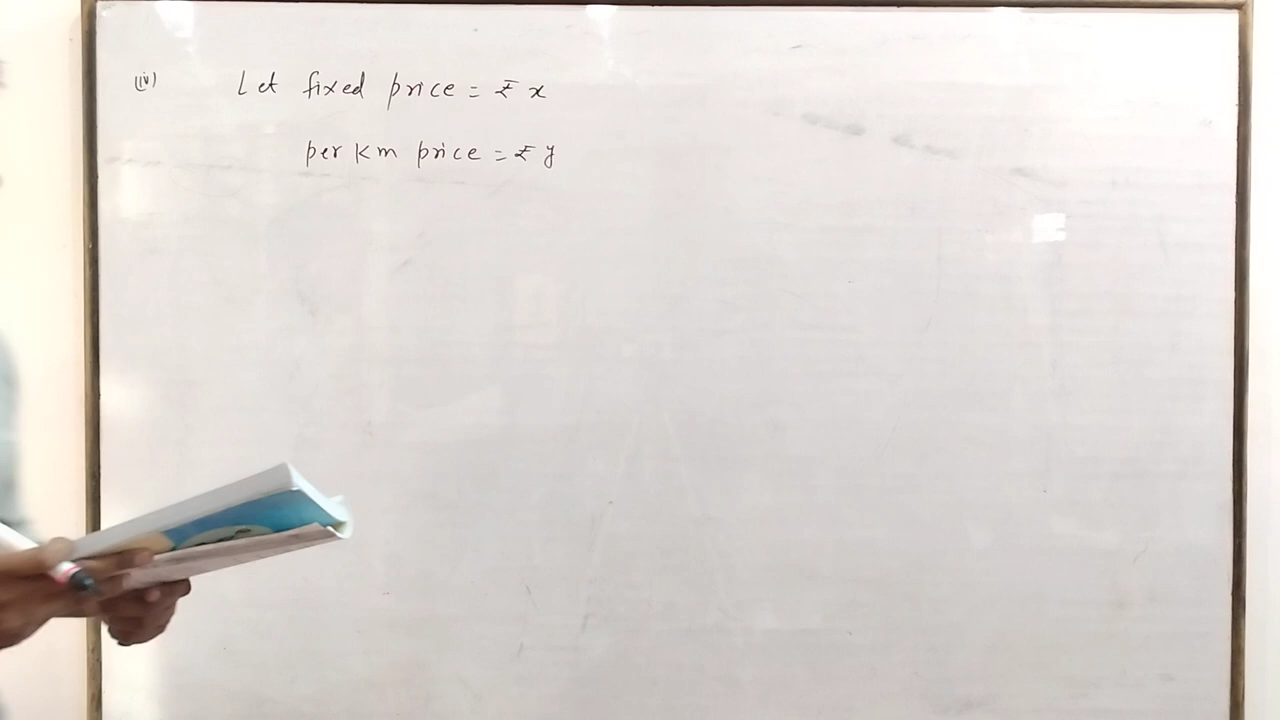 (iv) Let fixed price = ₹ x
per km price = ₹ y